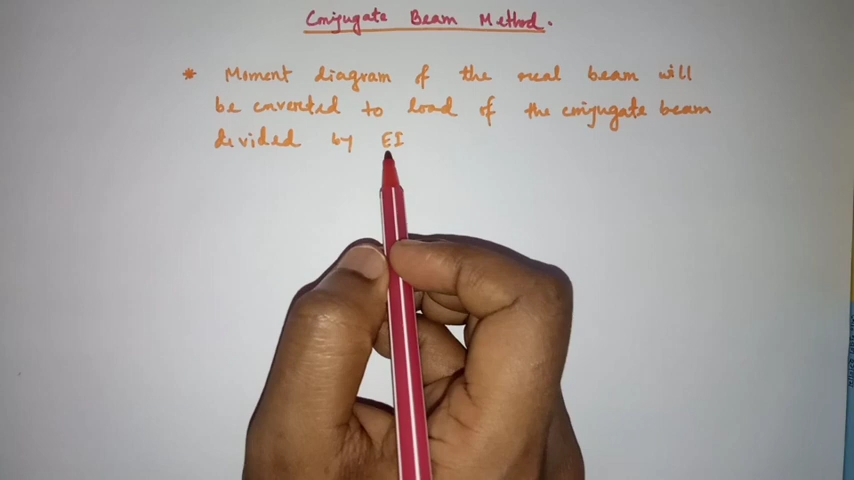 Conjugate Beam Method.
* Moment diagram of the real beam will
be converted to load of the conjugate beam
devided by EI